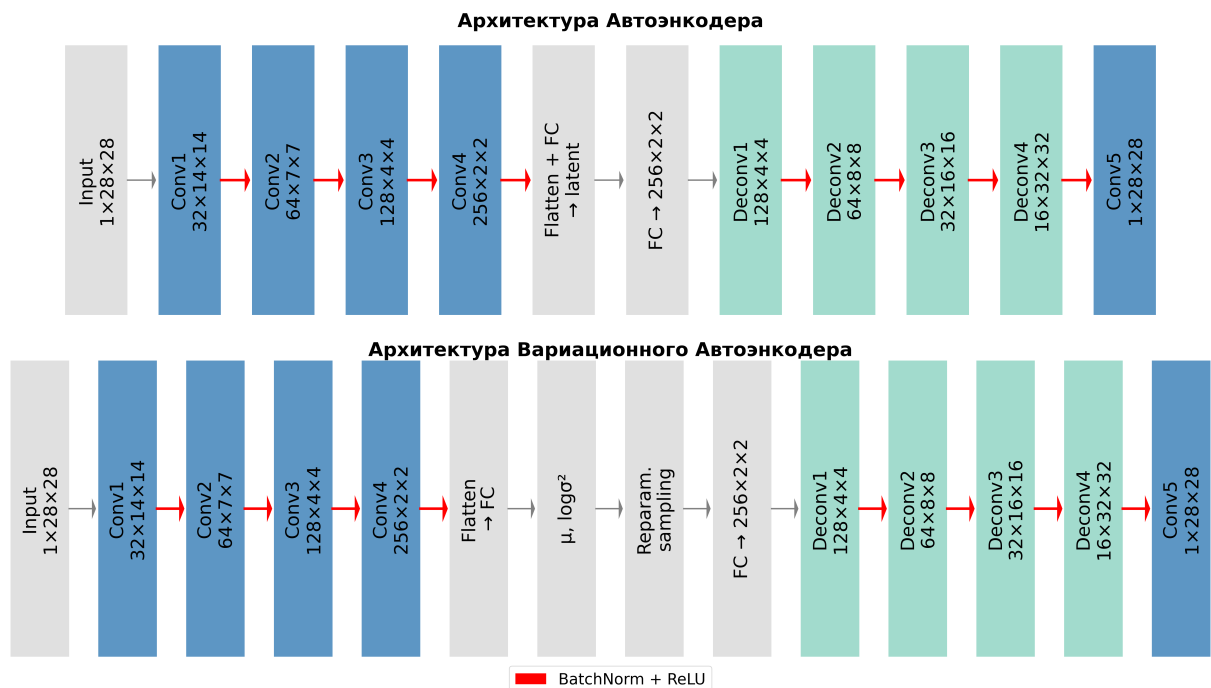 Архитектура Автоэнкодера
Input
1×28×28
Conv1
32×14×14
Conv2
64×7×7
Conv3
128×4×4
Conv4
256×2×2
Flatten + FC
→ latent
FC → 256×2×2
Deconv1
128×4×4
Deconv2
64×8×8
Deconv3
32×16×16
Deconv4
16×32×32
Conv5
1×28×28
Архитектура Вариационного Автоэнкодера
Input
1×28×28
Conv1
32×14×14
Conv2
64×7×7
Conv3
128×4×4
Conv4
256×2×2
Flatten
→ FC
μ, logσ²
Reparam.
sampling
FC → 256×2×2
Deconv1
128×4×4
Deconv2
64×8×8
Deconv3
32×16×16
Deconv4
16×32×32
Conv5
1×28×28
BatchNorm + ReLU